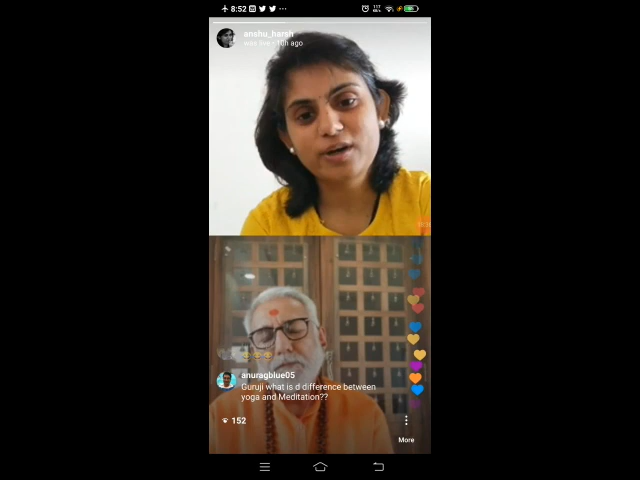 8:52
anshu_harsh
was live · 10h ago
anuragblue05
Guruji what is d difference between
yoga and Meditation??
152
More